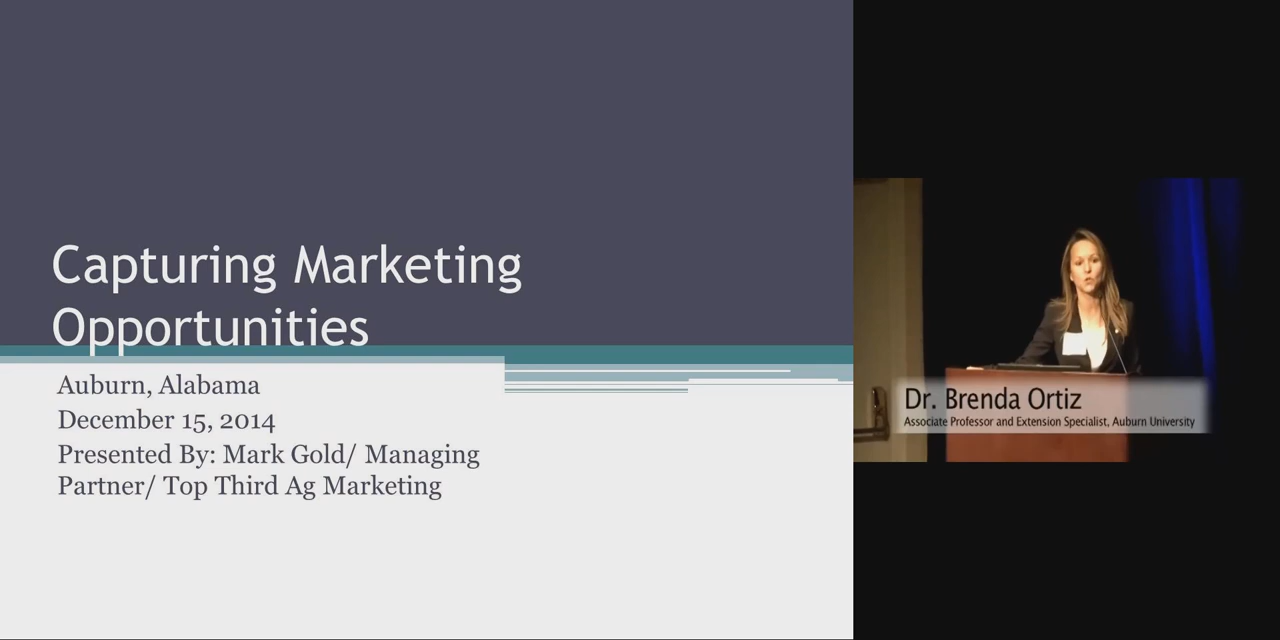 Capturing Marketing
Opportunities
Auburn, Alabama
December 15, 2014
Presented By: Mark Gold/ Managing
Partner/ Top Third Ag Marketing
Dr. Brenda Ortiz
Associate Professor and Extension Specialist, Auburn University